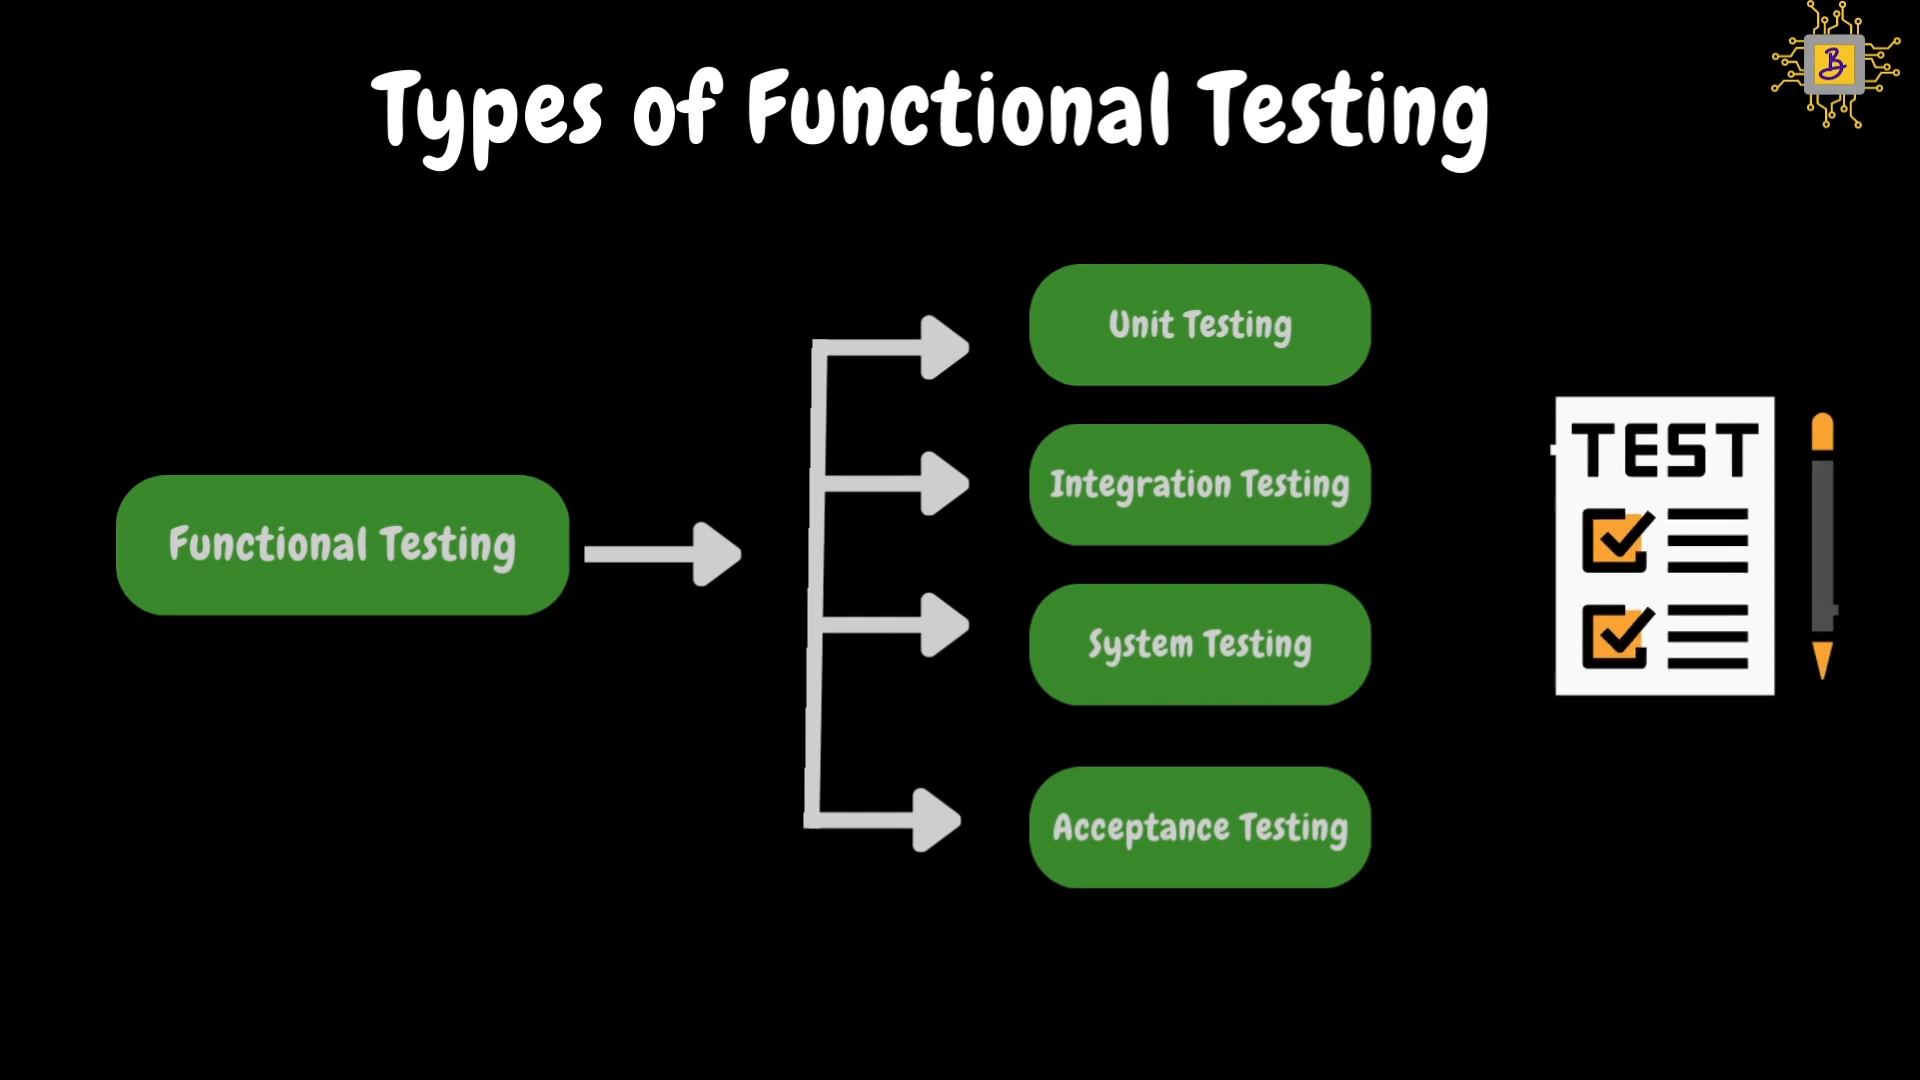 B
Types of Functional Testing
Functional Testing
Unit Testing
Integration Testing
System Testing
Acceptance Testing
TEST